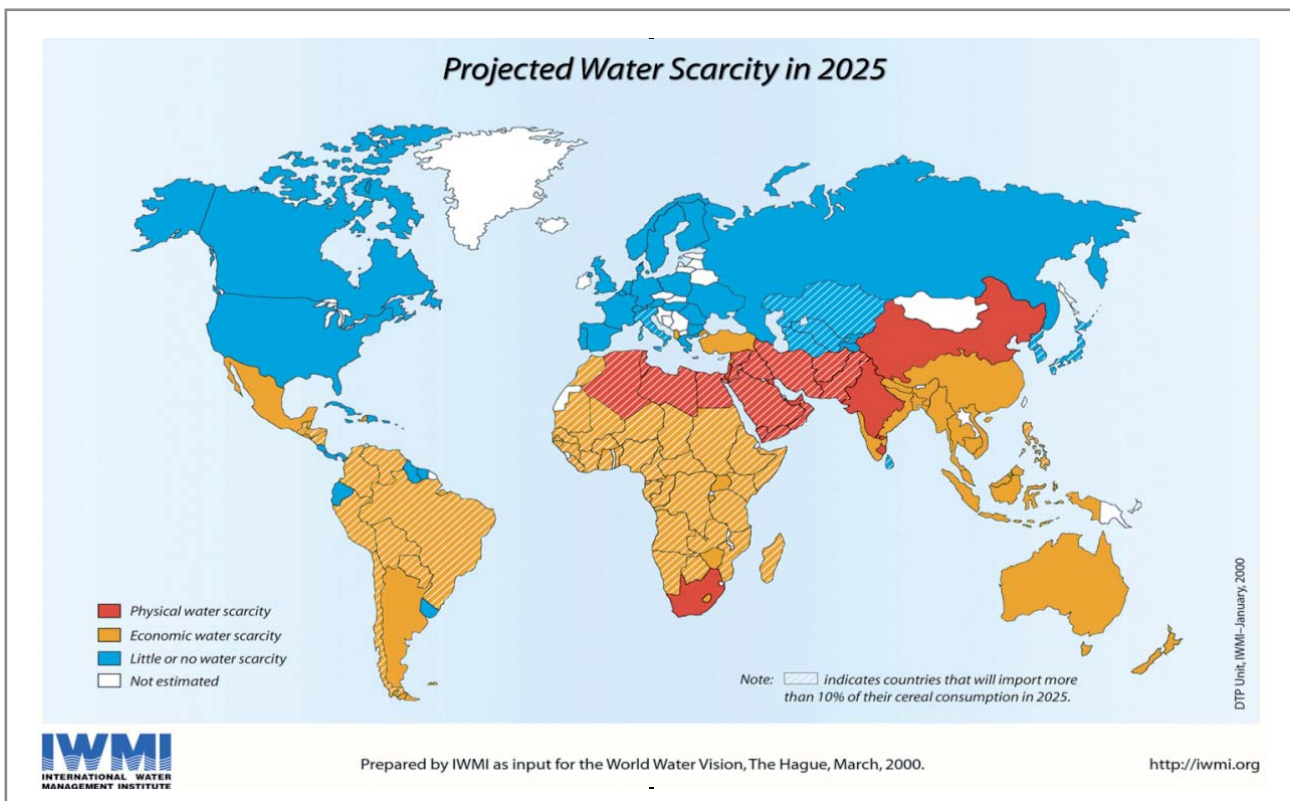 Projected Water Scarcity in 2025
Physical water scarcity
Economic water scarcity
Little or no water scarcity
Not estimated
Note: indicates countries that will import more
than 10% of their cereal consumption in 2025.
DTP Unit, IWMI–January, 2000
IWMI
INTERNATIONAL WATER
MANAGEMENT INSTITUTE
Prepared by IWMI as input for the World Water Vision, The Hague, March, 2000.
http://iwmi.org